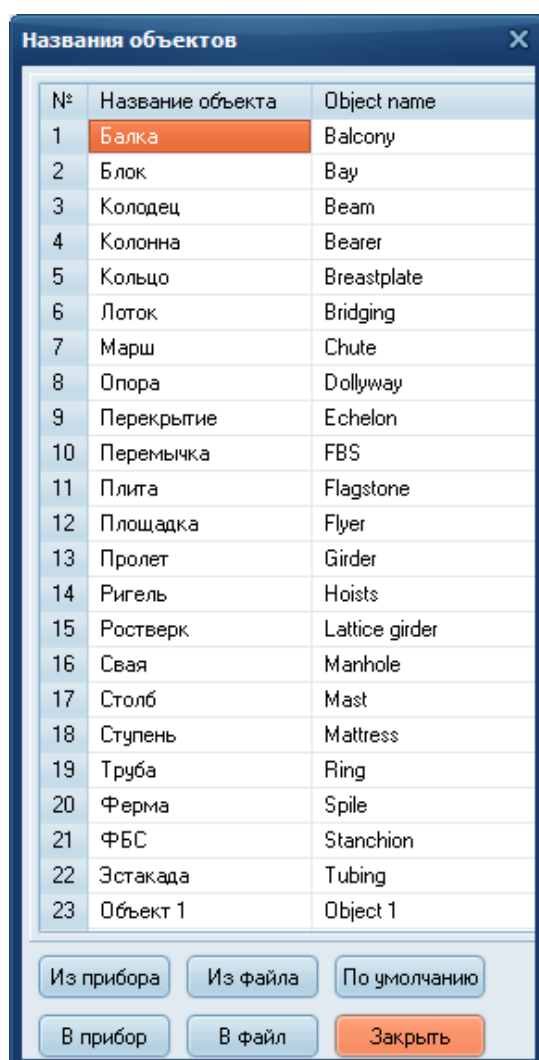 Названия объектов
№ Название объекта Object name
1 Балка Balcony
2 Блок Bay
3 Колодец Beam
4 Колонна Bearer
5 Кольцо Breastplate
6 Лоток Bridging
7 Марш Chute
8 Опора Dollyway
9 Перекрытие Echelon
10 Перемычка FBS
11 Плита Flagstone
12 Площадка Flyer
13 Пролет Girder
14 Ригель Hoists
15 Ростверк Lattice girder
16 Свая Manhole
17 Столб Mast
18 Ступень Mattress
19 Труба Ring
20 Ферма Spile
21 ФБС Stanchion
22 Эстакада Tubing
23 Объект 1 Object 1
Из прибора Из файла По умолчанию
В прибор В файл Закрыть